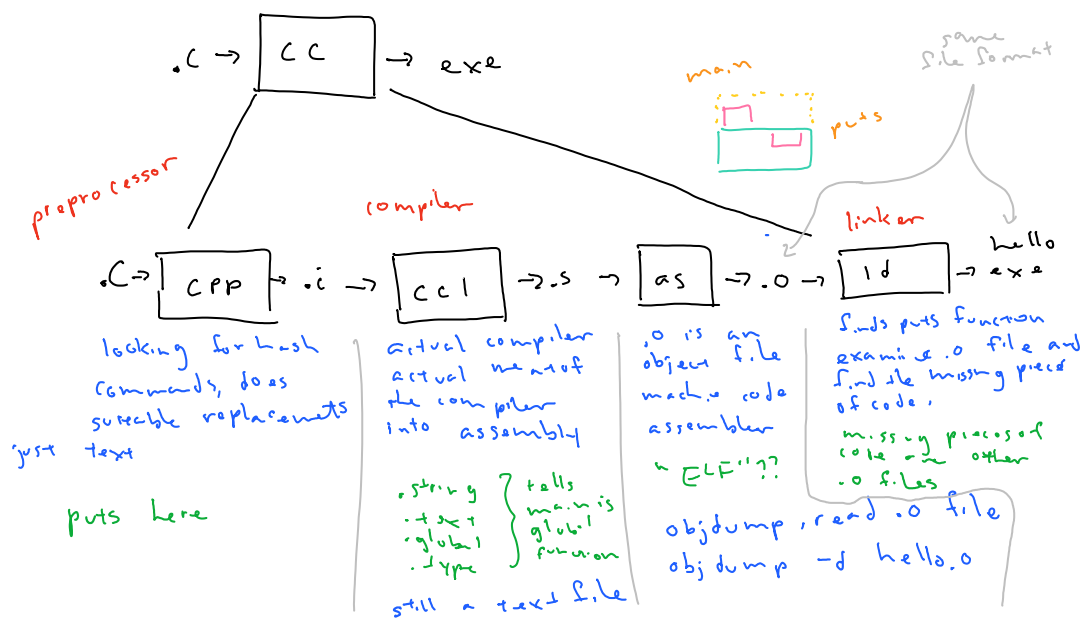 .C → CC → exe
same
file format
main
puts
preprocessor
compiler
linker
.C → cpp → .i → cc1 → .s → as → .o → ld → hello
exe
looking for hash
commands, does
suitable replacemets
just text
puts here
actual compiler
actual meat of
the compiler
into assembly
.string
.text
.global
.type
tells
main is
global
function
still a text file
.o is an
object file
machie code
assembler
"ELF"??
objdump, read .o file
objdump -d hello.o
finds puts function
examine .o file and
find the missing piece
of code.
missing pieces of
code are other
.o files